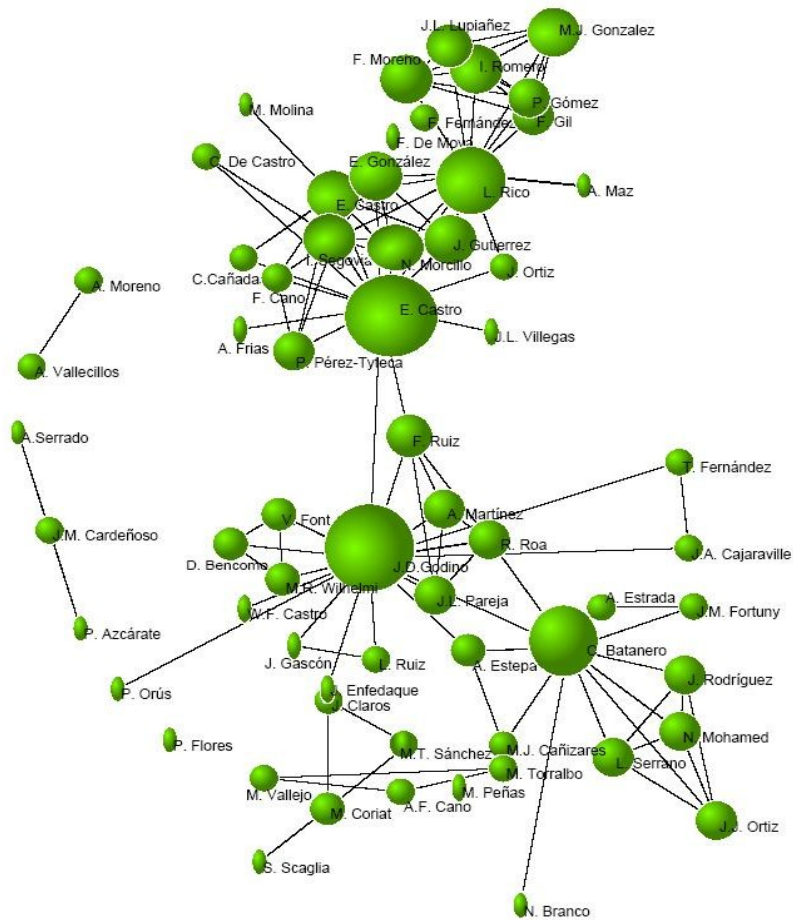 J.L. Lupiañez
M.J. Gonzalez
F. Moreno
I. Romero
P. Gómez
M. Molina
F. Fernández
F. Gil
F. De Moya
C. De Castro
E. González
L. Rico
A. Maz
E. Castro
I. Segovia
J. Gutierrez
N. Morcillo
J. Ortiz
C.Cañada
A. Moreno
F. Cano
E. Castro
J.L. Villegas
A. Frias
P. Pérez-Tyteca
A. Vallecillos
A.Serrado
F. Ruiz
T. Fernández
V. Font
A. Martínez
J.M. Cardeñoso
R. Roa
J.A. Cajaraville
D. Bencomo
J.D.Godino
M.R. Wilhelmi
J.L. Pareja
A. Estrada
W.F. Castro
J.M. Fortuny
P. Azcárate
C. Batanero
J. Gascón
L. Ruiz
A. Estepa
J. Rodríguez
P. Orús
J. Enfedaque
J. Claros
N. Mohamed
P. Flores
M.T. Sánchez
M.J. Cañizares
L. Serrano
M. Torralbo
M. Vallejo
M. Peñas
A.F. Cano
M. Coriat
J.J. Ortiz
S. Scaglia
N. Branco